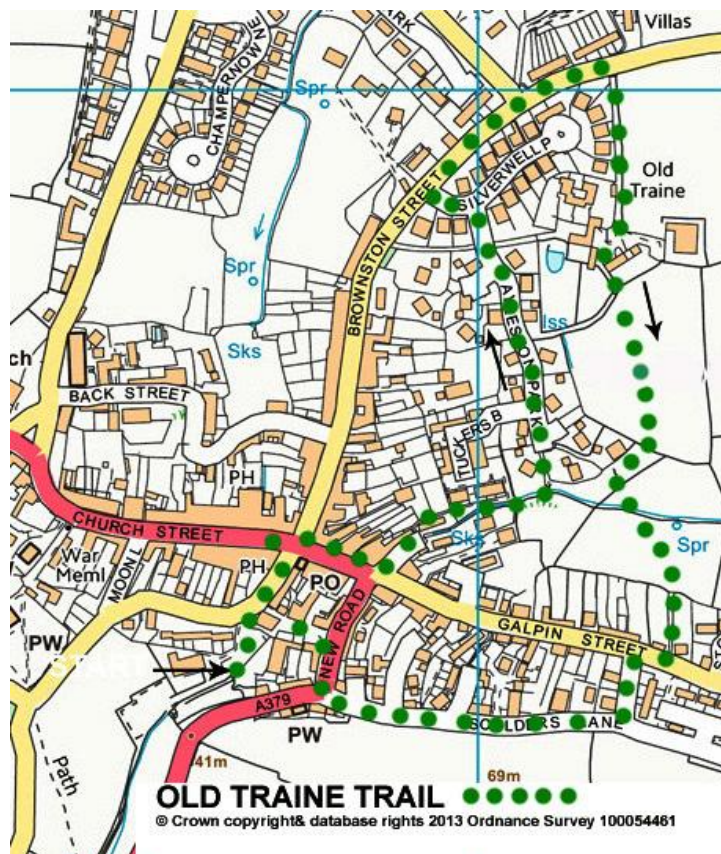 PARK
Villas
CHAMPERNOWNE
Spr
SILVERWELL P
Old
Traine
BROWNSTON STREET
Spr
Iss
Sks
ch
BACK STREET
TUCKERS B
PH
CHURCH STREET
Sks
Spr
War
Meml
MOON L
PH
PO
NEW ROAD
GALPIN STREET
PW
START
A379
PW
Path
41m
69m
OLD TRAINE TRAIL
© Crown copyright& database rights 2013 Ordnance Survey 100054461